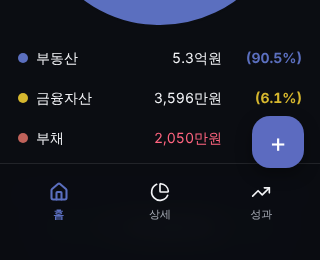 부동산 5.3억원 (90.5%)
금융자산 3,596만원 (6.1%)
부채 2,050만원
+
홈 상세 성과